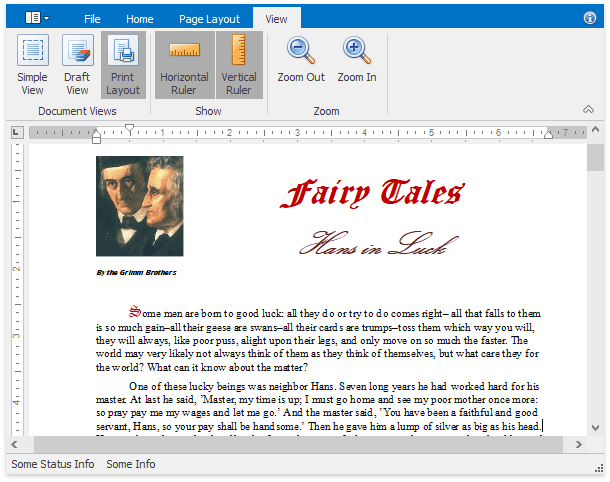 File Home Page Layout View
Simple View Draft View Print Layout Horizontal Ruler Vertical Ruler Zoom Out Zoom In
Document Views Show Zoom
L 1 2 3 4 5 6 7
Fairy Tales
Hans in Luck
By the Grimm Brothers
Some men are born to good luck: all they do or try to do comes right– all that falls to them
is so much gain–all their geese are swans–all their cards are trumps–toss them which way you will,
they will always, like poor puss, alight upon their legs, and only move on so much the faster. The
world may very likely not always think of them as they think of themselves, but what care they for
the world? What can it know about the matter?
One of these lucky beings was neighbor Hans. Seven long years he had worked hard for his
master. At last he said, ’Master, my time is up; I must go home and see my poor mother once more:
so pray pay me my wages and let me go.’ And the master said, ’You have been a faithful and good
servant, Hans, so your pay shall be handsome.’ Then he gave him a lump of silver as big as his head.
2
3
4
Some Status Info Some Info